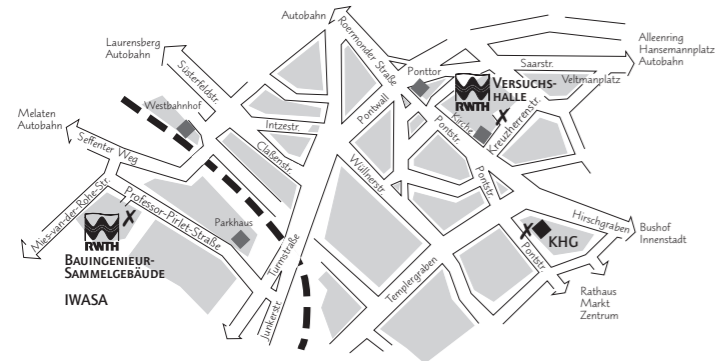 Autobahn
Roermonder Straße
Laurensberg
Autobahn
Süsterfeldstr.
Alleenring
Hansemannplatz
Autobahn
Saarstr.
Veltmanplatz
Ponttor
RWTH
VERSUCHS-
HALLE
Westbahnhof
Pontwall
Kirche
Kreuzherrenstr.
Pontstr.
Melaten
Autobahn
Seffenter Weg
Intzestr.
Claßenstr.
Wüllnerstr.
Pontstr.
Mies-van-der-Rohe-Str.
Professor-Pirlet-Straße
Parkhaus
Turmstraße
Hirschgraben
Bushof
Innenstadt
KHG
Pontstr.
RWTH
BAUINGENIEUR-
SAMMELGEBÄUDE
IWASA
Templergraben
Junkerstr.
Rathaus
Markt
Zentrum